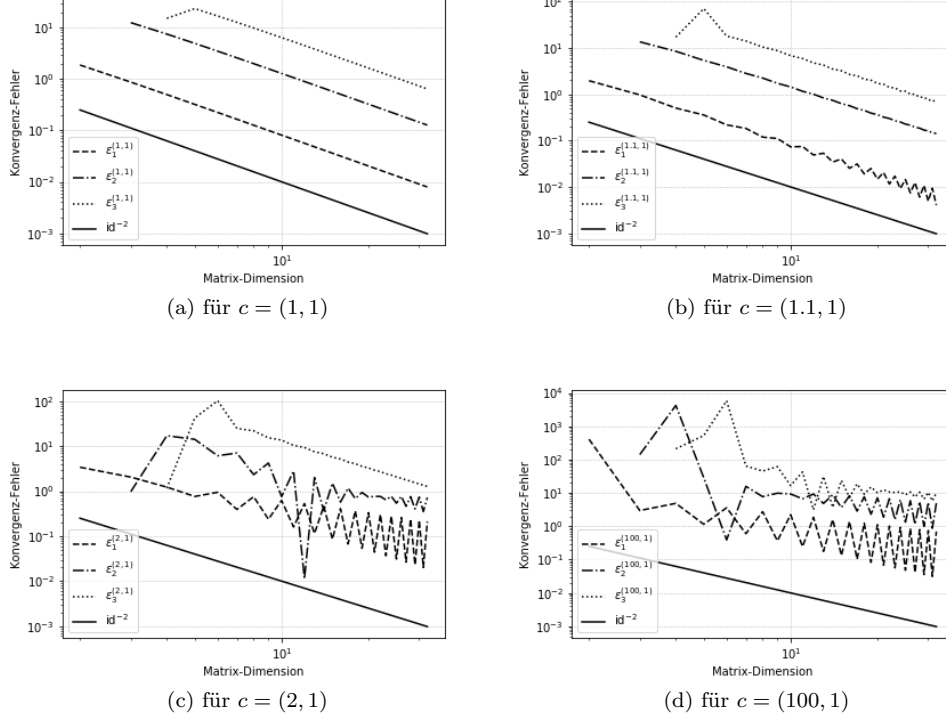 10¹
10⁰
10⁻¹
10⁻²
10⁻³
Konvergenz-Fehler
ε₁^(1,1)
ε₂^(1,1)
ε₃^(1,1)
id⁻²
10¹
Matrix-Dimension
(a) für c = (1, 1)
10²
10¹
10⁰
10⁻¹
10⁻²
10⁻³
Konvergenz-Fehler
ε₁^(1.1,1)
ε₂^(1.1,1)
ε₃^(1.1,1)
id⁻²
10¹
Matrix-Dimension
(b) für c = (1.1, 1)
10²
10¹
10⁰
10⁻¹
10⁻²
10⁻³
Konvergenz-Fehler
ε₁^(2,1)
ε₂^(2,1)
ε₃^(2,1)
id⁻²
10¹
Matrix-Dimension
(c) für c = (2, 1)
10⁴
10³
10²
10¹
10⁰
10⁻¹
10⁻²
10⁻³
Konvergenz-Fehler
ε₁^(100,1)
ε₂^(100,1)
ε₃^(100,1)
id⁻²
10¹
Matrix-Dimension
(d) für c = (100, 1)